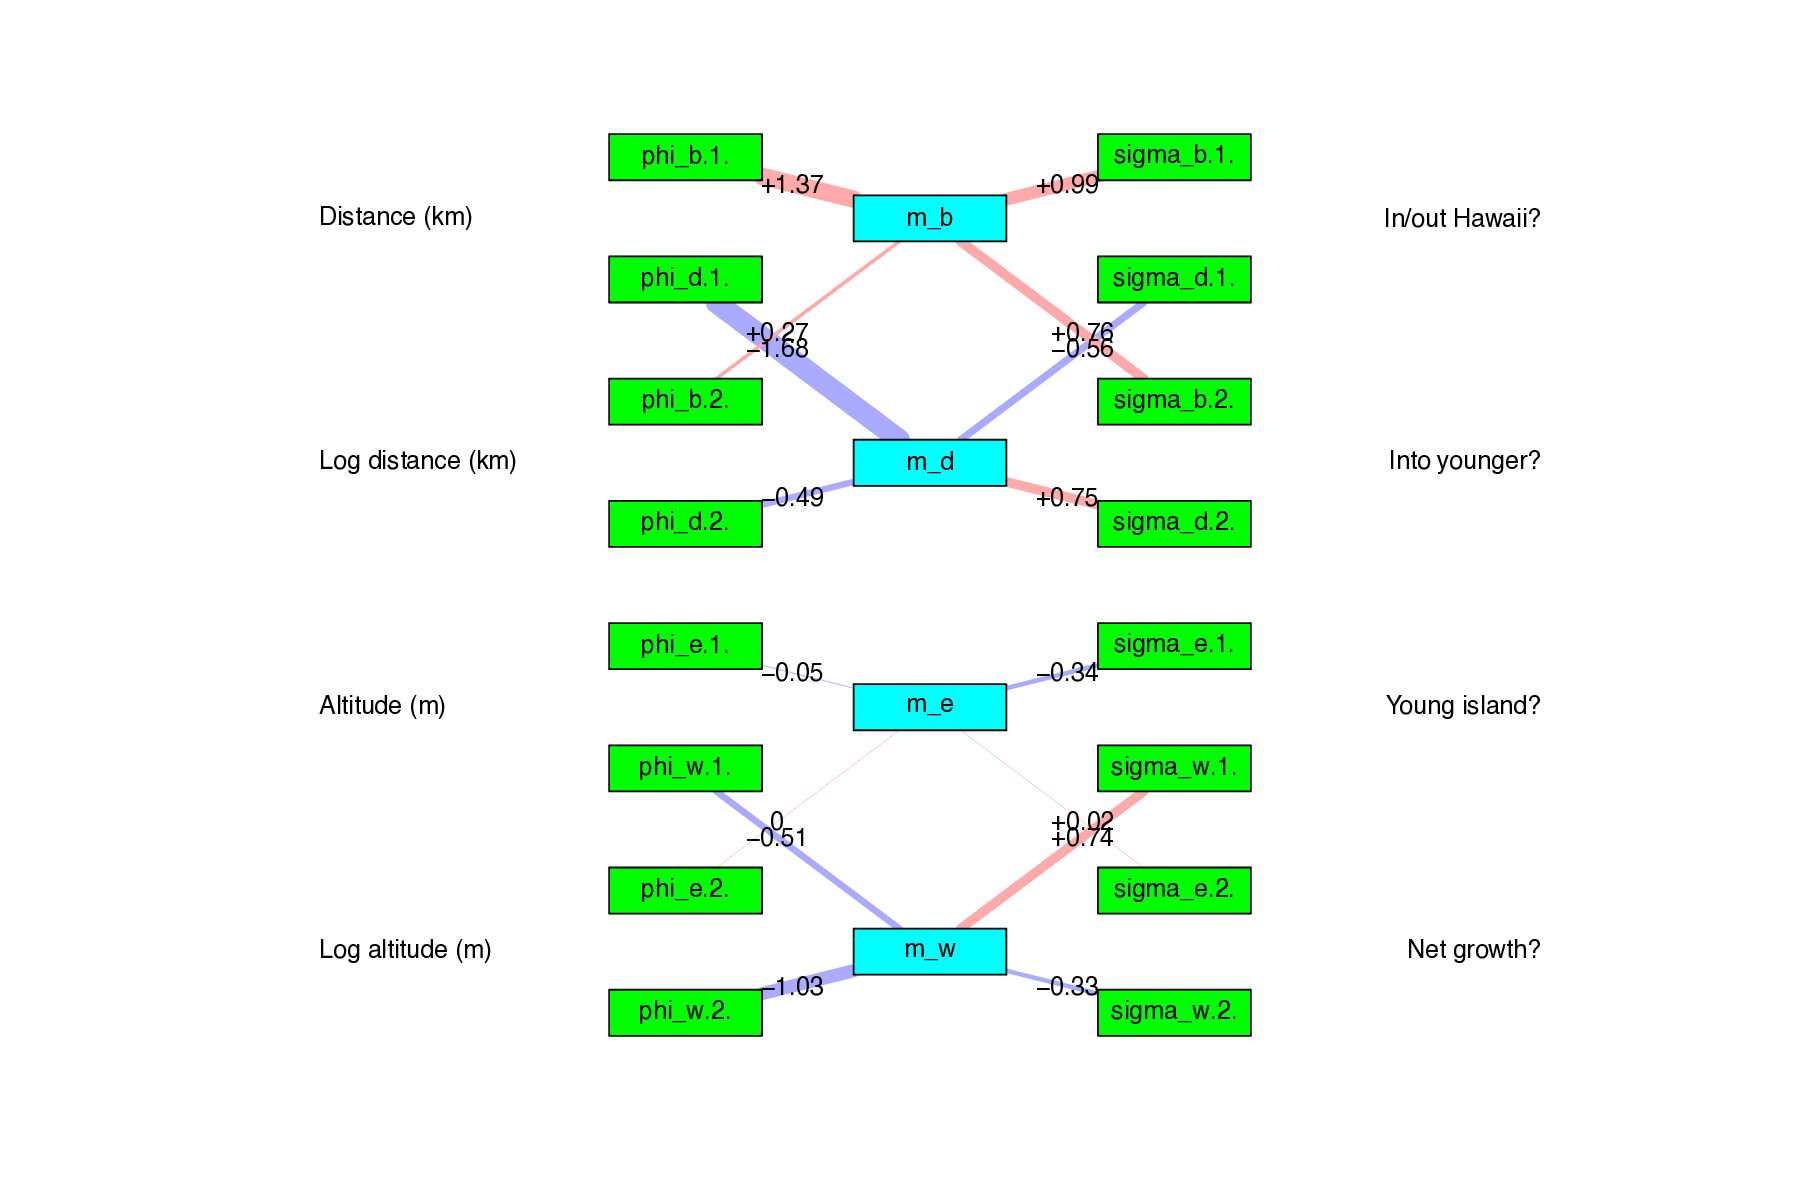 phi_b.1.
sigma_b.1.
+1.37
+0.99
Distance (km)
m_b
In/out Hawaii?
phi_d.1.
sigma_d.1.
+0.27
+0.76
−1.68
−0.56
phi_b.2.
sigma_b.2.
Log distance (km)
m_d
Into younger?
−0.49
+0.75
phi_d.2.
sigma_d.2.
phi_e.1.
sigma_e.1.
−0.05
−0.34
Altitude (m)
m_e
Young island?
phi_w.1.
sigma_w.1.
0
+0.02
−0.51
+0.74
phi_e.2.
sigma_e.2.
Log altitude (m)
m_w
Net growth?
−1.03
−0.33
phi_w.2.
sigma_w.2.